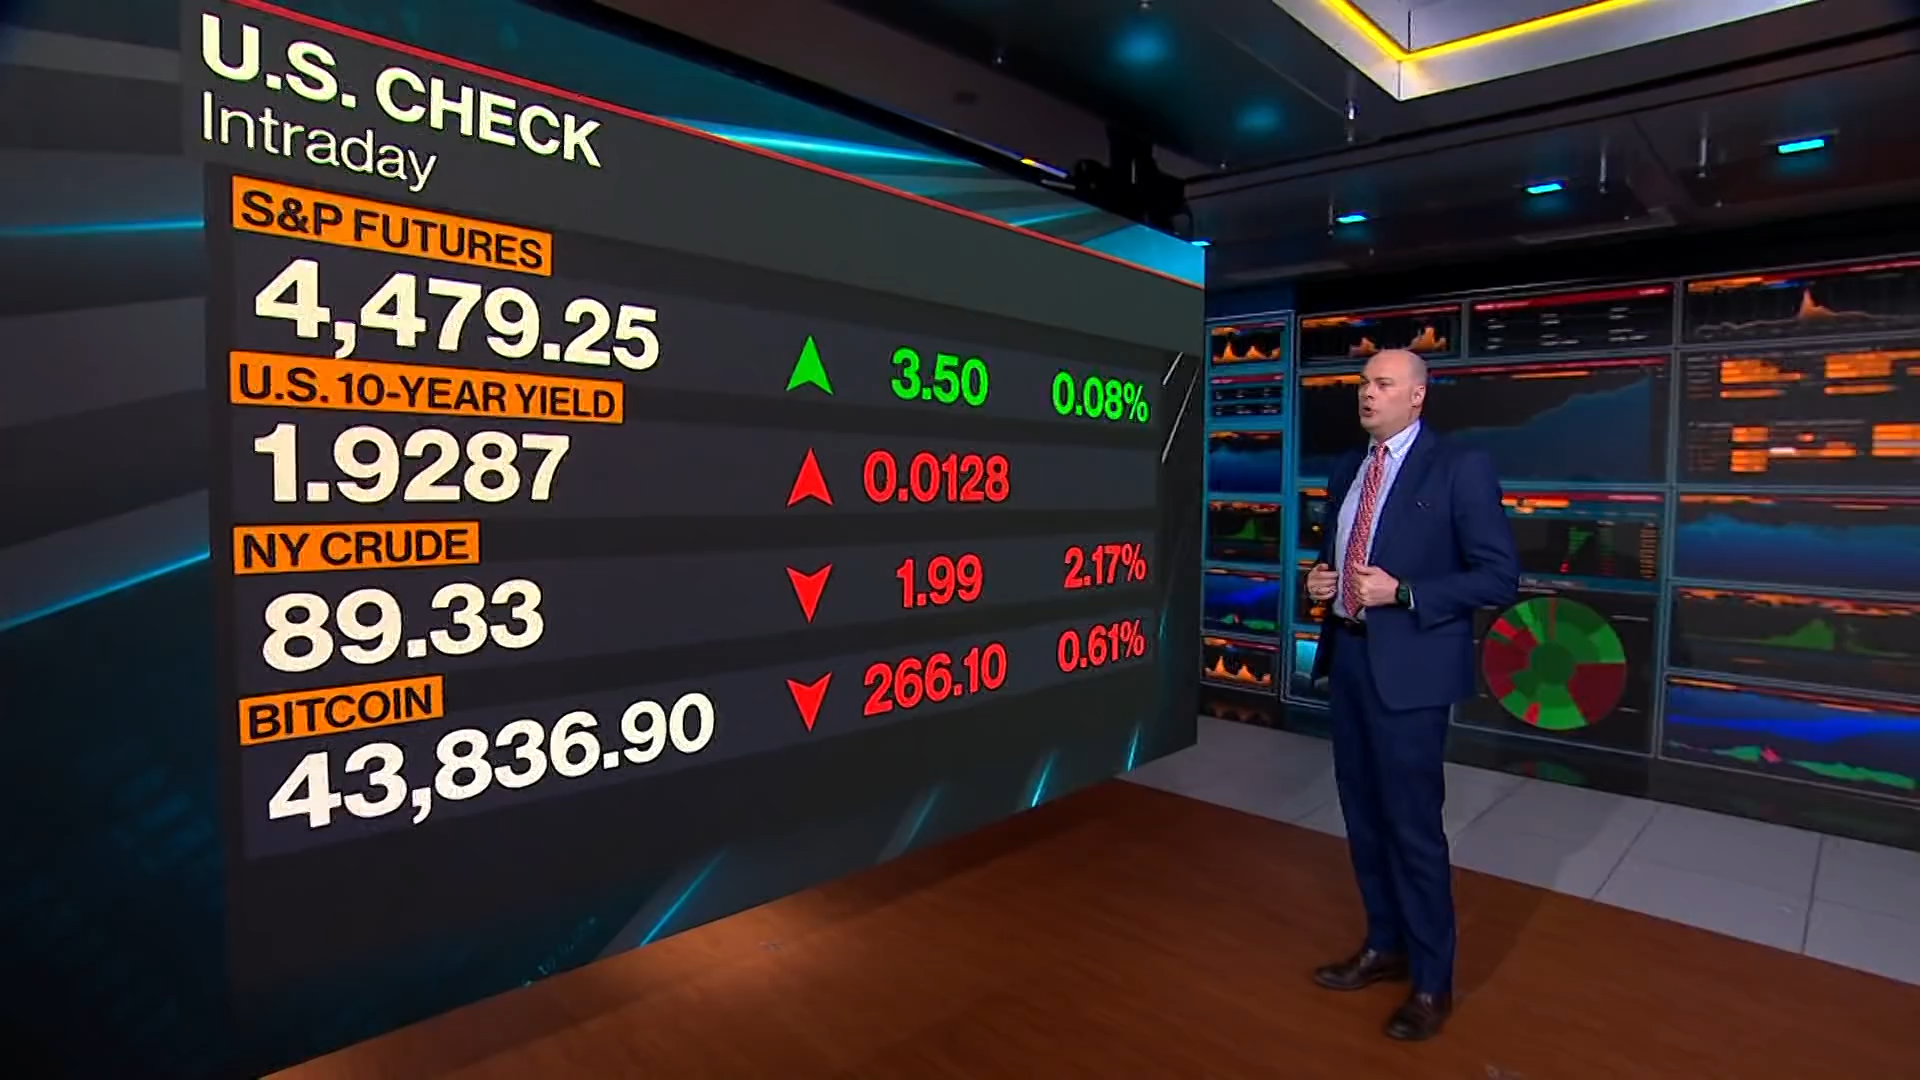 U.S. CHECK
Intraday
S&P FUTURES
4,479.25 3.50 0.08%
U.S. 10-YEAR YIELD
1.9287 0.0128
NY CRUDE
89.33 1.99 2.17%
BITCOIN
43,836.90 266.10 0.61%